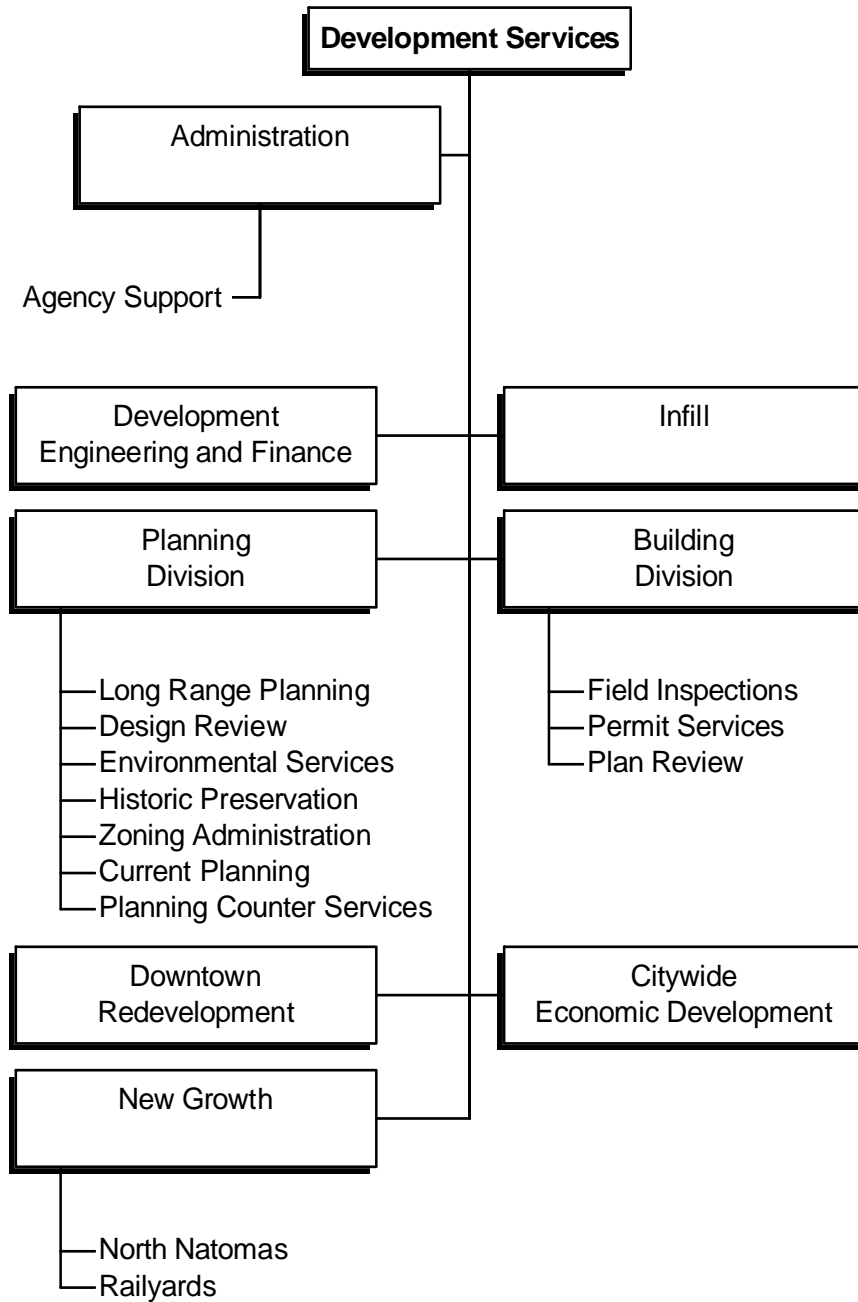 Development Services
Administration
Agency Support
Development
Engineering and Finance
Infill
Planning
Division
Building
Division
Long Range Planning
Design Review
Environmental Services
Historic Preservation
Zoning Administration
Current Planning
Planning Counter Services
Field Inspections
Permit Services
Plan Review
Downtown
Redevelopment
Citywide
Economic Development
New Growth
North Natomas
Railyards